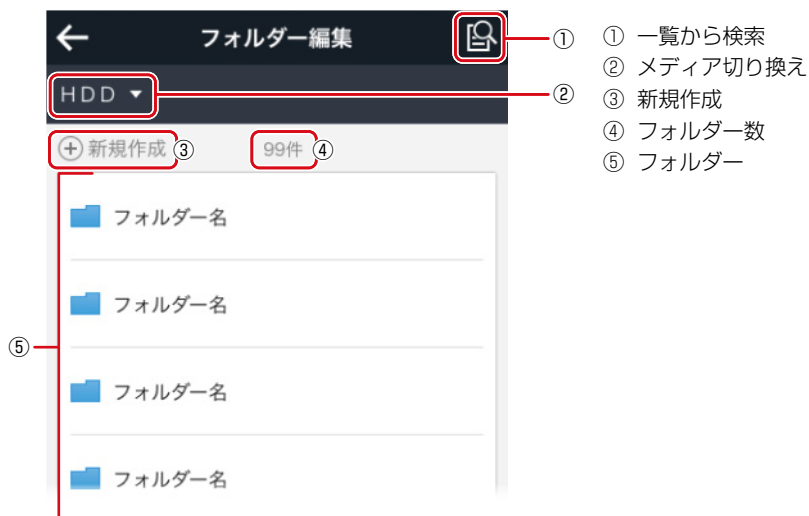 フォルダー編集 ①
HDD ▼ ②
新規作成 ③ 99件 ④
フォルダー名
フォルダー名
⑤
フォルダー名
フォルダー名
① 一覧から検索
② メディア切り換え
③ 新規作成
④ フォルダー数
⑤ フォルダー